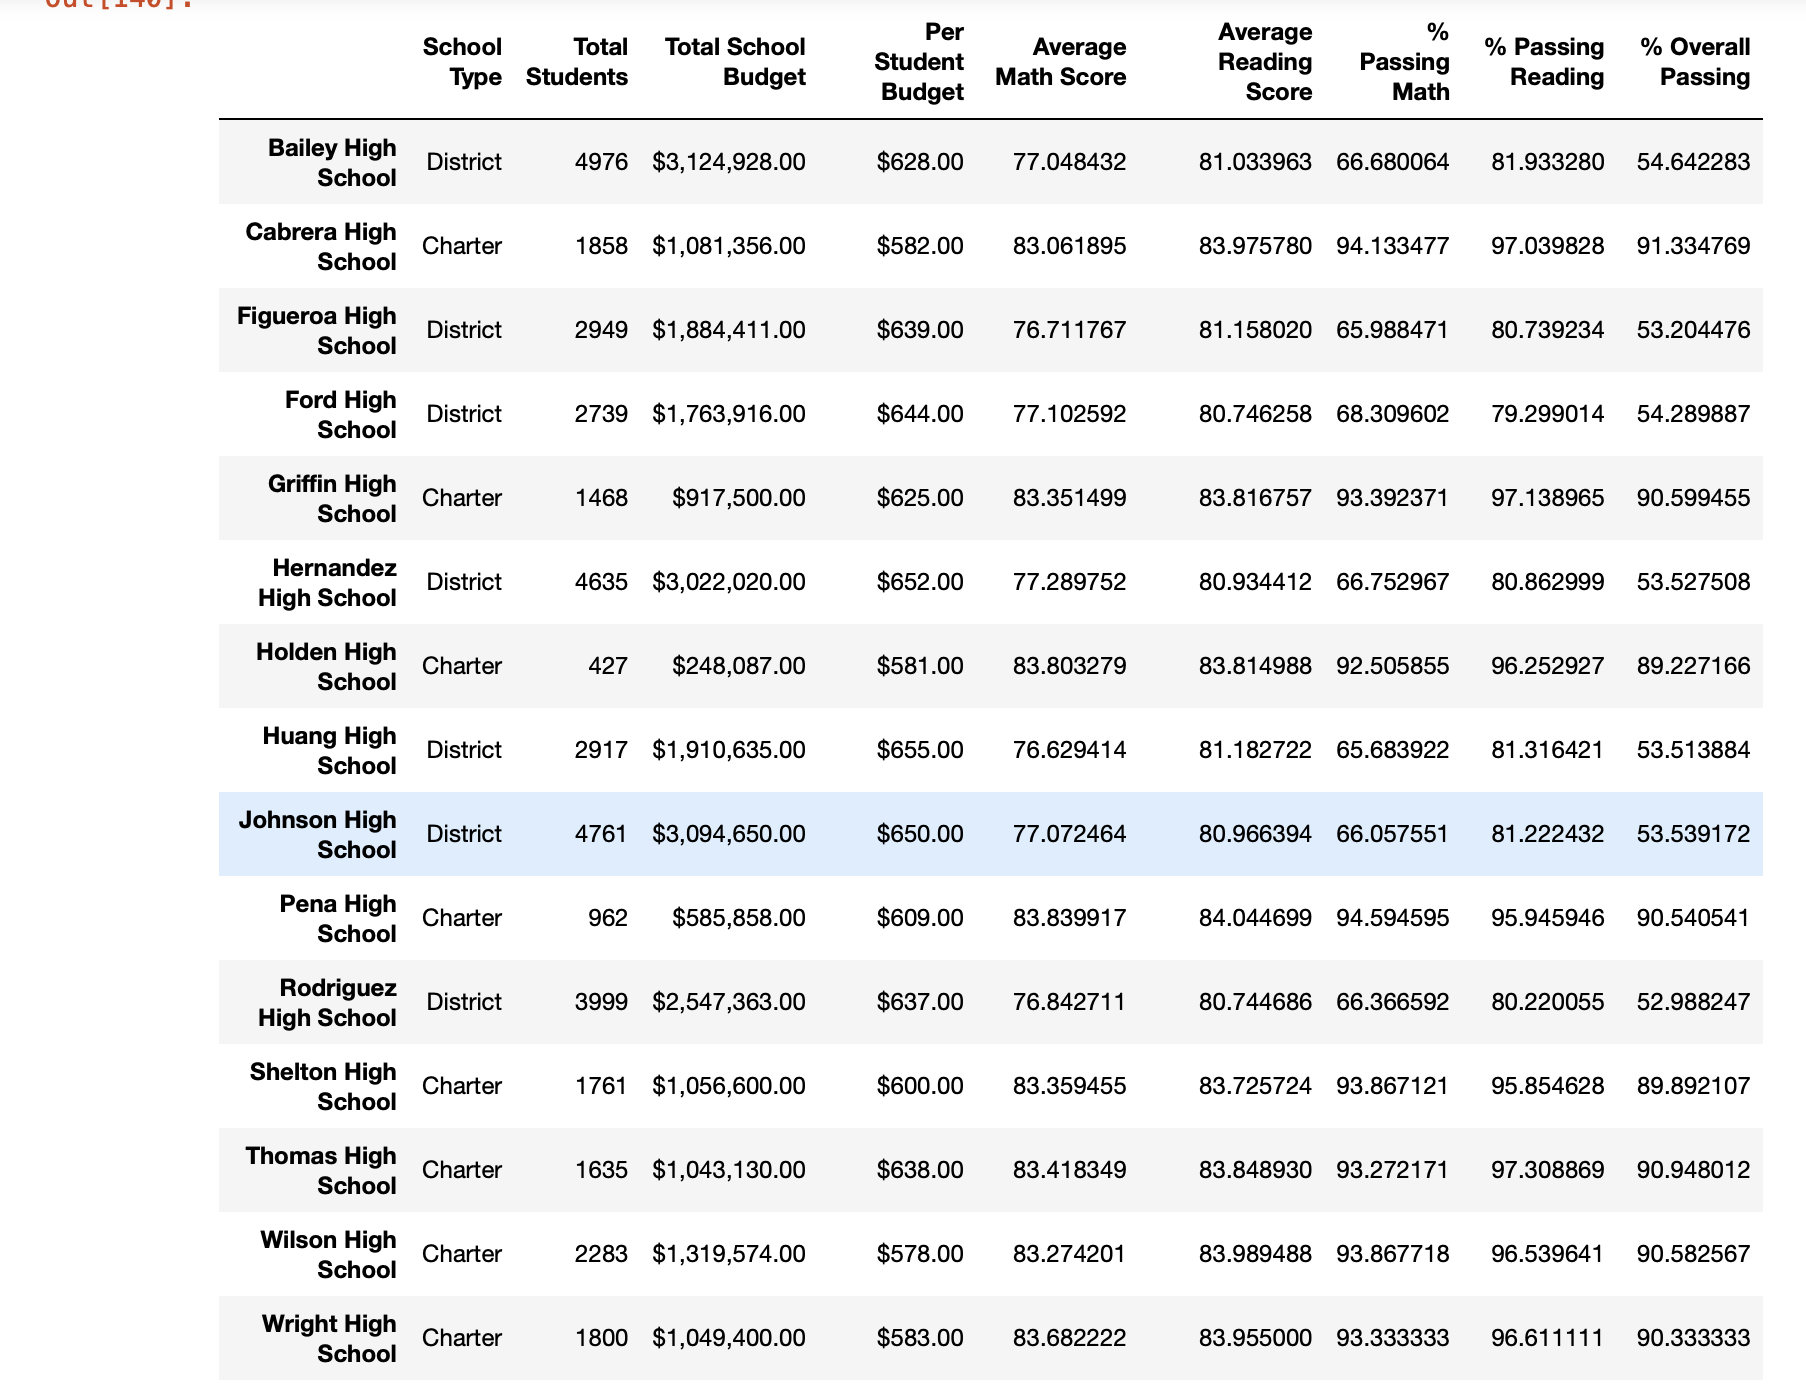 Out[140]:
School Type Total Students Total School Budget Per Student Budget Average Math Score Average Reading Score % Passing Math % Passing Reading % Overall Passing
Bailey High School District 4976 $3,124,928.00 $628.00 77.048432 81.033963 66.680064 81.933280 54.642283
Cabrera High School Charter 1858 $1,081,356.00 $582.00 83.061895 83.975780 94.133477 97.039828 91.334769
Figueroa High School District 2949 $1,884,411.00 $639.00 76.711767 81.158020 65.988471 80.739234 53.204476
Ford High School District 2739 $1,763,916.00 $644.00 77.102592 80.746258 68.309602 79.299014 54.289887
Griffin High School Charter 1468 $917,500.00 $625.00 83.351499 83.816757 93.392371 97.138965 90.599455
Hernandez High School District 4635 $3,022,020.00 $652.00 77.289752 80.934412 66.752967 80.862999 53.527508
Holden High School Charter 427 $248,087.00 $581.00 83.803279 83.814988 92.505855 96.252927 89.227166
Huang High School District 2917 $1,910,635.00 $655.00 76.629414 81.182722 65.683922 81.316421 53.513884
Johnson High School District 4761 $3,094,650.00 $650.00 77.072464 80.966394 66.057551 81.222432 53.539172
Pena High School Charter 962 $585,858.00 $609.00 83.839917 84.044699 94.594595 95.945946 90.540541
Rodriguez High School District 3999 $2,547,363.00 $637.00 76.842711 80.744686 66.366592 80.220055 52.988247
Shelton High School Charter 1761 $1,056,600.00 $600.00 83.359455 83.725724 93.867121 95.854628 89.892107
Thomas High School Charter 1635 $1,043,130.00 $638.00 83.418349 83.848930 93.272171 97.308869 90.948012
Wilson High School Charter 2283 $1,319,574.00 $578.00 83.274201 83.989488 93.867718 96.539641 90.582567
Wright High School Charter 1800 $1,049,400.00 $583.00 83.682222 83.955000 93.333333 96.611111 90.333333